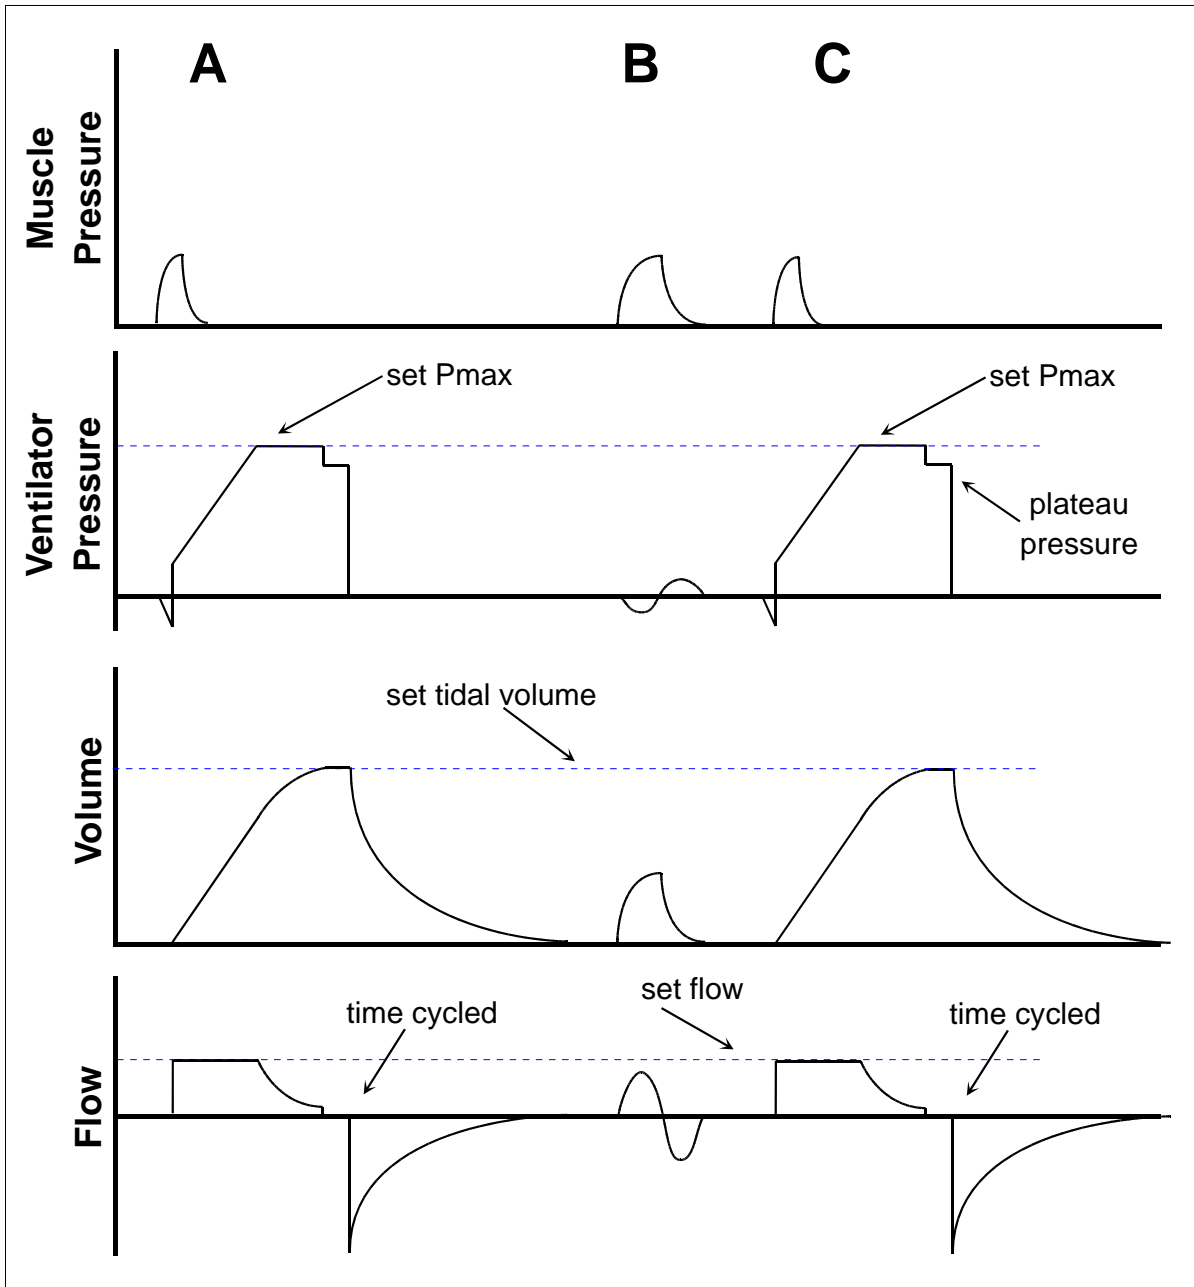 A
B
C
Muscle
Pressure
set Pmax
set Pmax
Ventilator
Pressure
plateau
pressure
set tidal volume
Volume
set flow
time cycled
time cycled
Flow